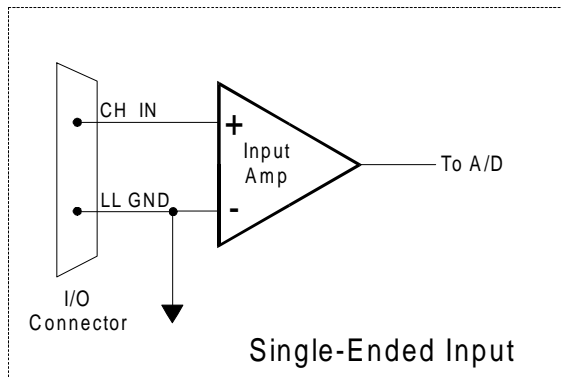 CH IN
+
Input
Amp
To A/D
LL GND
-
I/O
Connector
Single-Ended Input